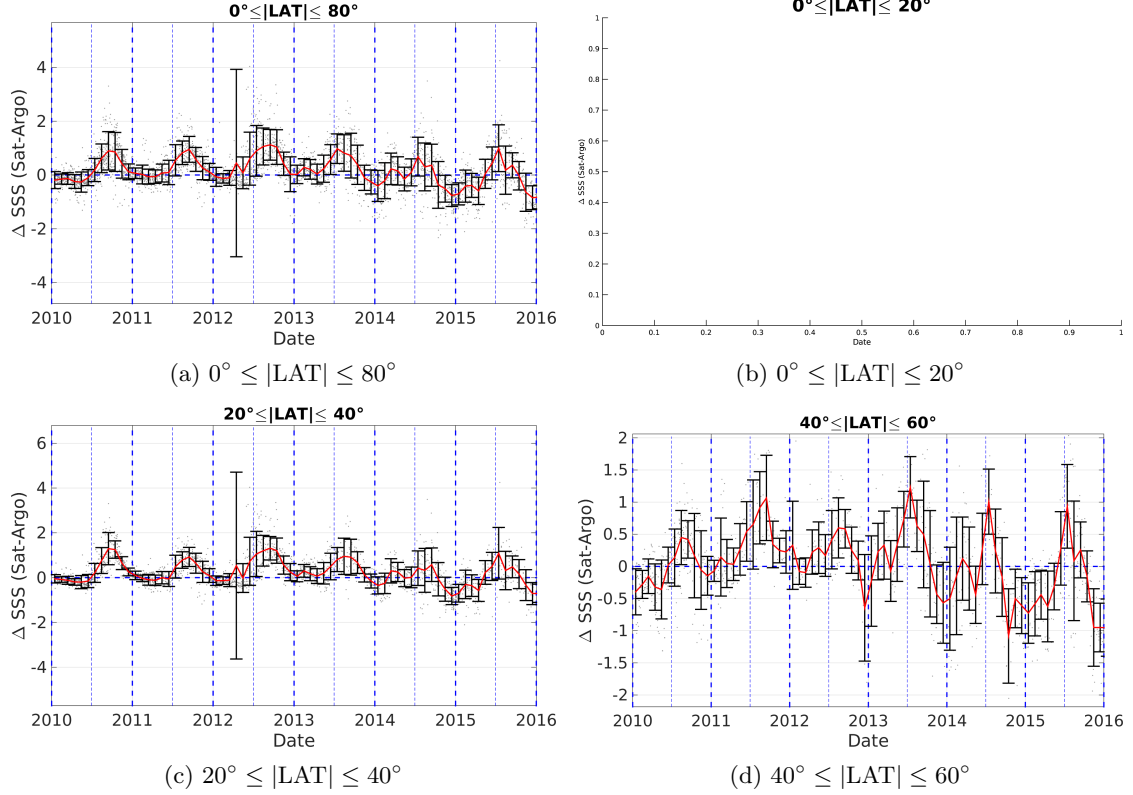 0°≤|LAT|≤ 80°
Δ SSS (Sat-Argo)
4
2
0
-2
-4
2010 2011 2012 2013 2014 2015 2016
Date
(a) 0° ≤ |LAT| ≤ 80°
0°≤|LAT|≤ 20°
Δ SSS (Sat-Argo)
1
0.9
0.8
0.7
0.6
0.5
0.4
0.3
0.2
0.1
0
0 0.1 0.2 0.3 0.4 0.5 0.6 0.7 0.8 0.9 1
Date
(b) 0° ≤ |LAT| ≤ 20°
20°≤|LAT|≤ 40°
Δ SSS (Sat-Argo)
6
4
2
0
-2
-4
2010 2011 2012 2013 2014 2015 2016
Date
(c) 20° ≤ |LAT| ≤ 40°
40°≤|LAT|≤ 60°
Δ SSS (Sat-Argo)
2
1.5
1
0.5
0
-0.5
-1
-1.5
-2
2010 2011 2012 2013 2014 2015 2016
Date
(d) 40° ≤ |LAT| ≤ 60°